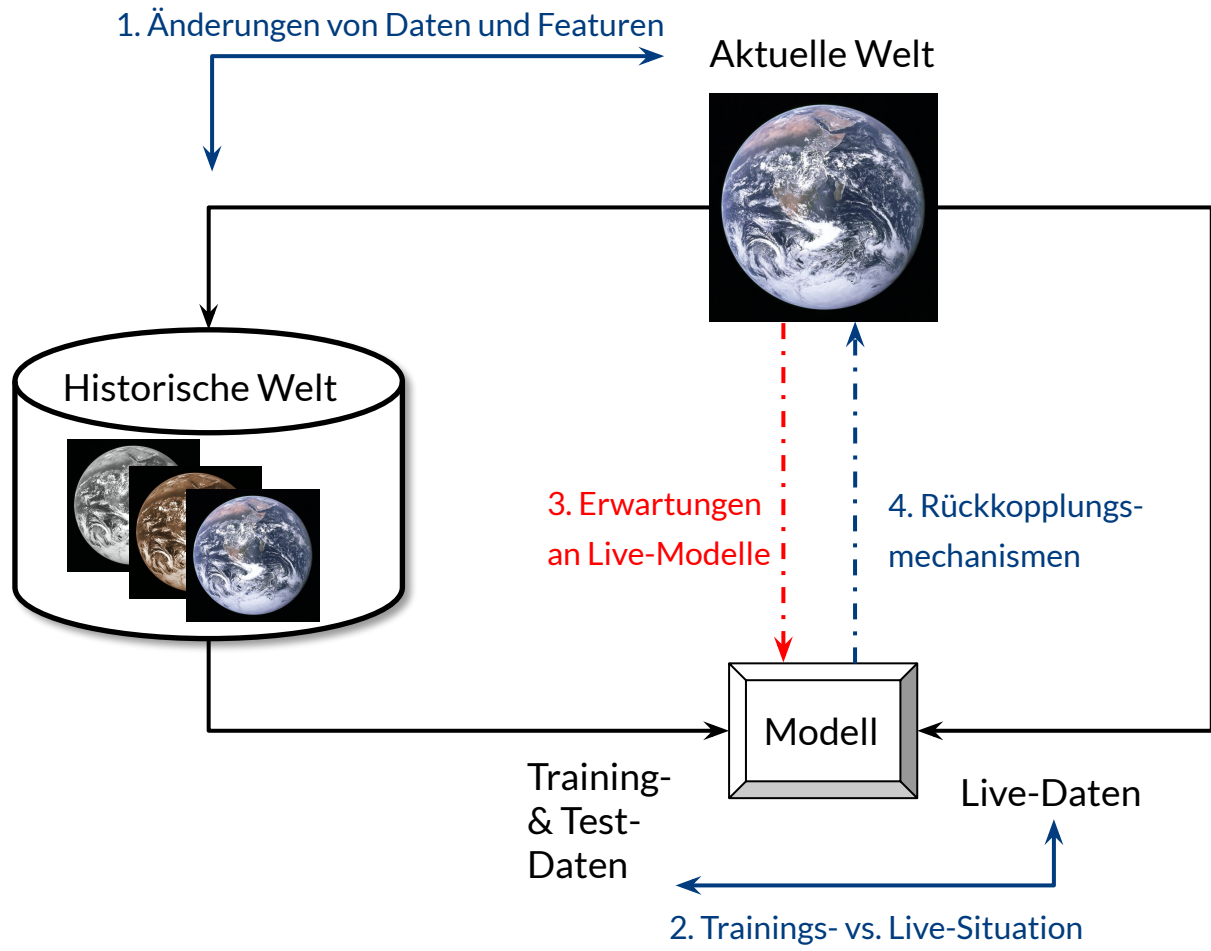 1. Änderungen von Daten und Features
Aktuelle Welt
Historische Welt
3. Erwartungen
an Live-Modelle
4. Rückkopplungs-
mechanismen
Modell
Training-
& Test-
Daten
Live-Daten
2. Trainings- vs. Live-Situation